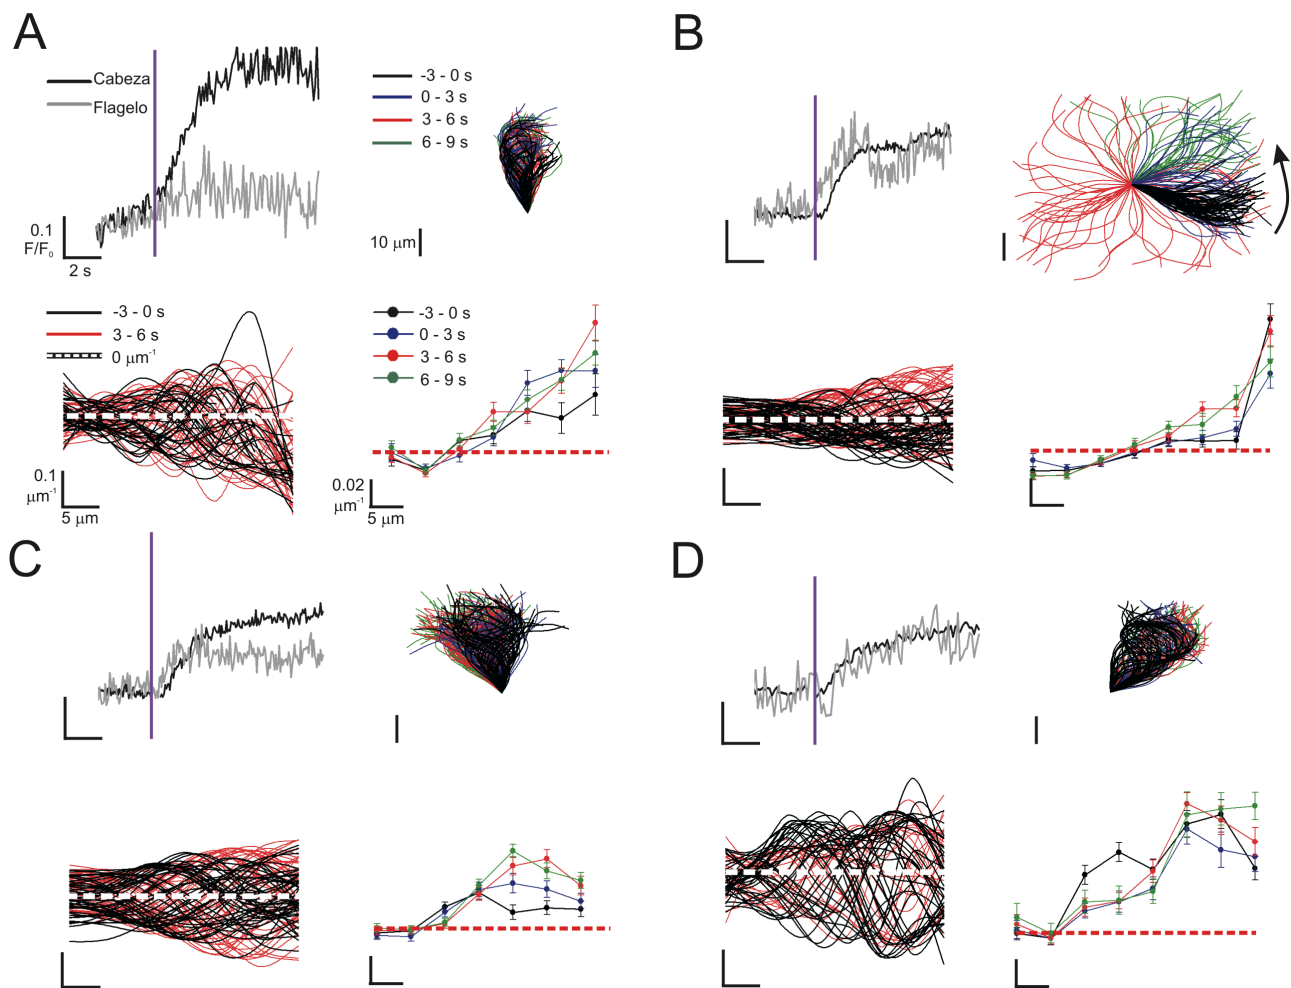 A
Cabeza
Flagelo
0.1
F/F₀
2 s
-3 - 0 s
0 - 3 s
3 - 6 s
6 - 9 s
10 µm
B
-3 - 0 s
3 - 6 s
0 µm⁻¹
0.1
µm⁻¹
5 µm
-3 - 0 s
0 - 3 s
3 - 6 s
6 - 9 s
0.02
µm⁻¹
5 µm
C
D